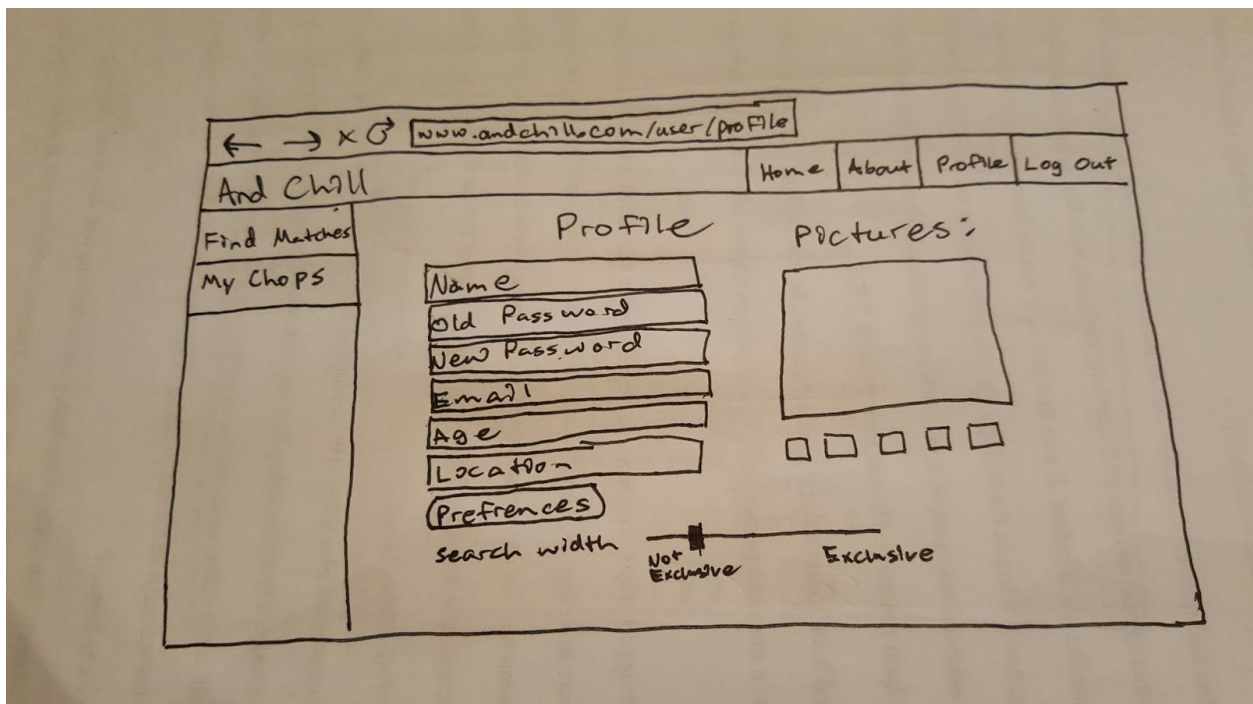 www.andchill.com/user/profile
And Chill Home About Profile Log Out
Find Matches
My Chops
Profile
Pictures:
Name
Old Password
New Password
Email
Age
Location
Prefrences
search width
Not Exclusive
Exclusive